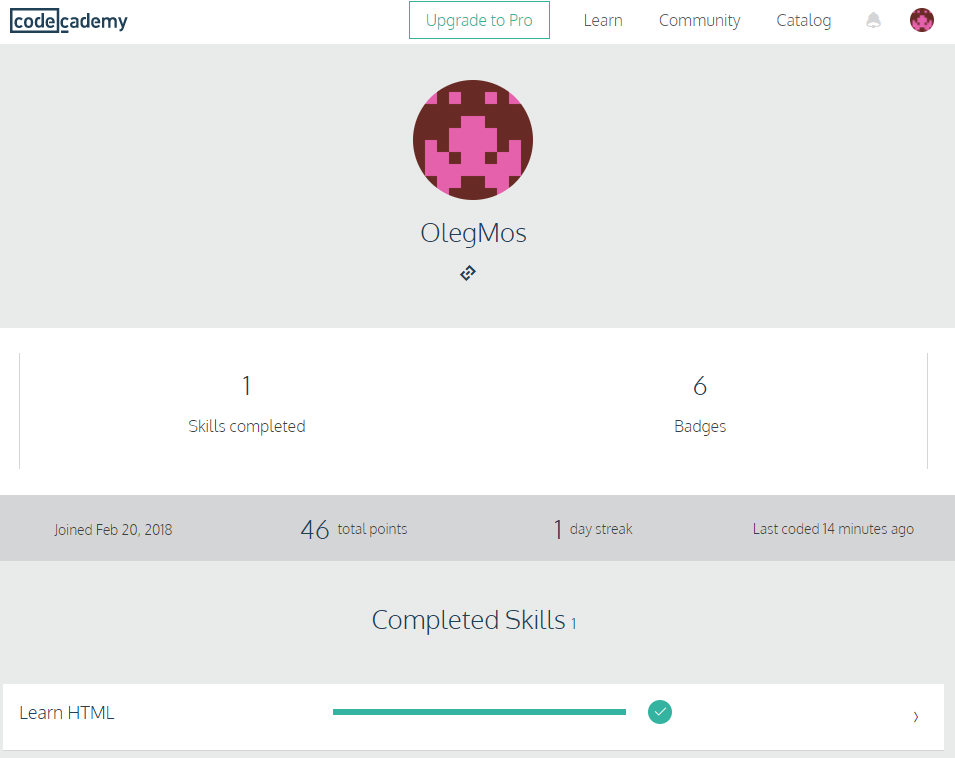 codecademy Upgrade to Pro Learn Community Catalog
OlegMos
1 6
Skills completed Badges
Joined Feb 20, 2018 46 total points 1 day streak Last coded 14 minutes ago
Completed Skills 1
Learn HTML